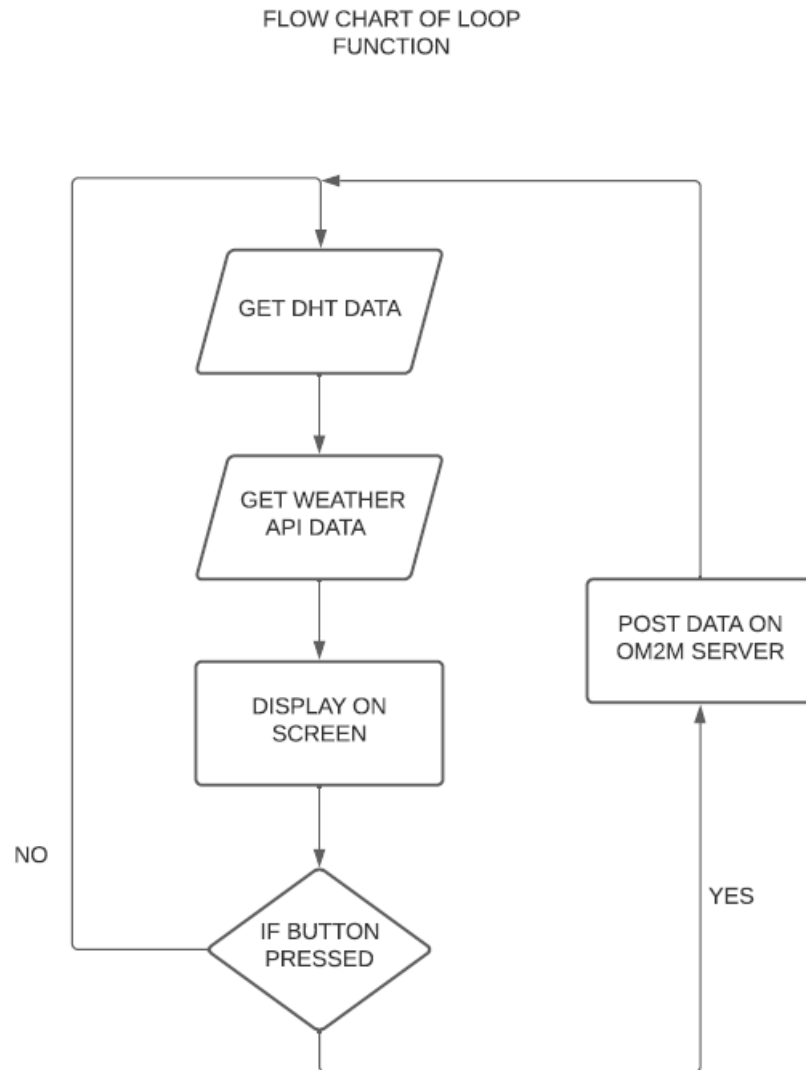 FLOW CHART OF LOOP
FUNCTION
GET DHT DATA
GET WEATHER
API DATA
POST DATA ON
OM2M SERVER
DISPLAY ON
SCREEN
NO
YES
IF BUTTON
PRESSED